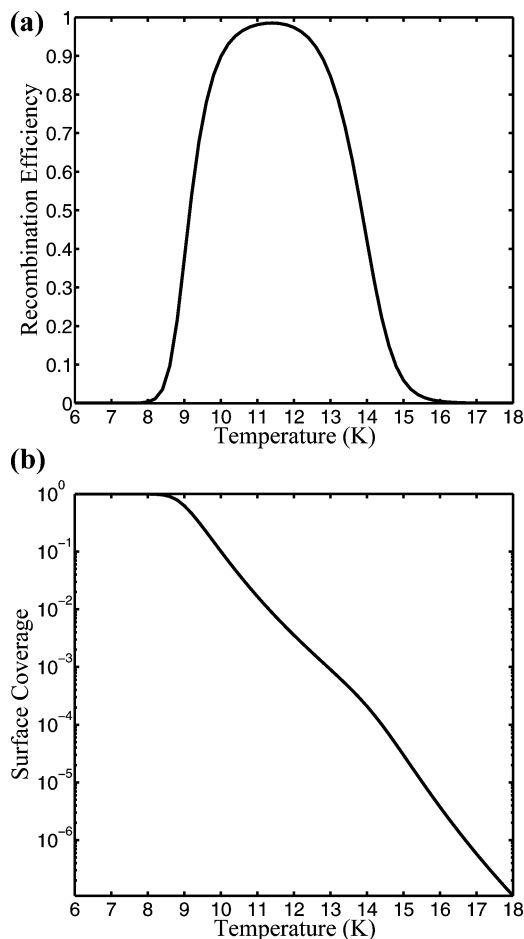 (a)
Recombination Efficiency
1
0.9
0.8
0.7
0.6
0.5
0.4
0.3
0.2
0.1
0
6 7 8 9 10 11 12 13 14 15 16 17 18
Temperature (K)
(b)
Surface Coverage
10^0
10^−1
10^−2
10^−3
10^−4
10^−5
10^−6
6 7 8 9 10 11 12 13 14 15 16 17 18
Temperature (K)